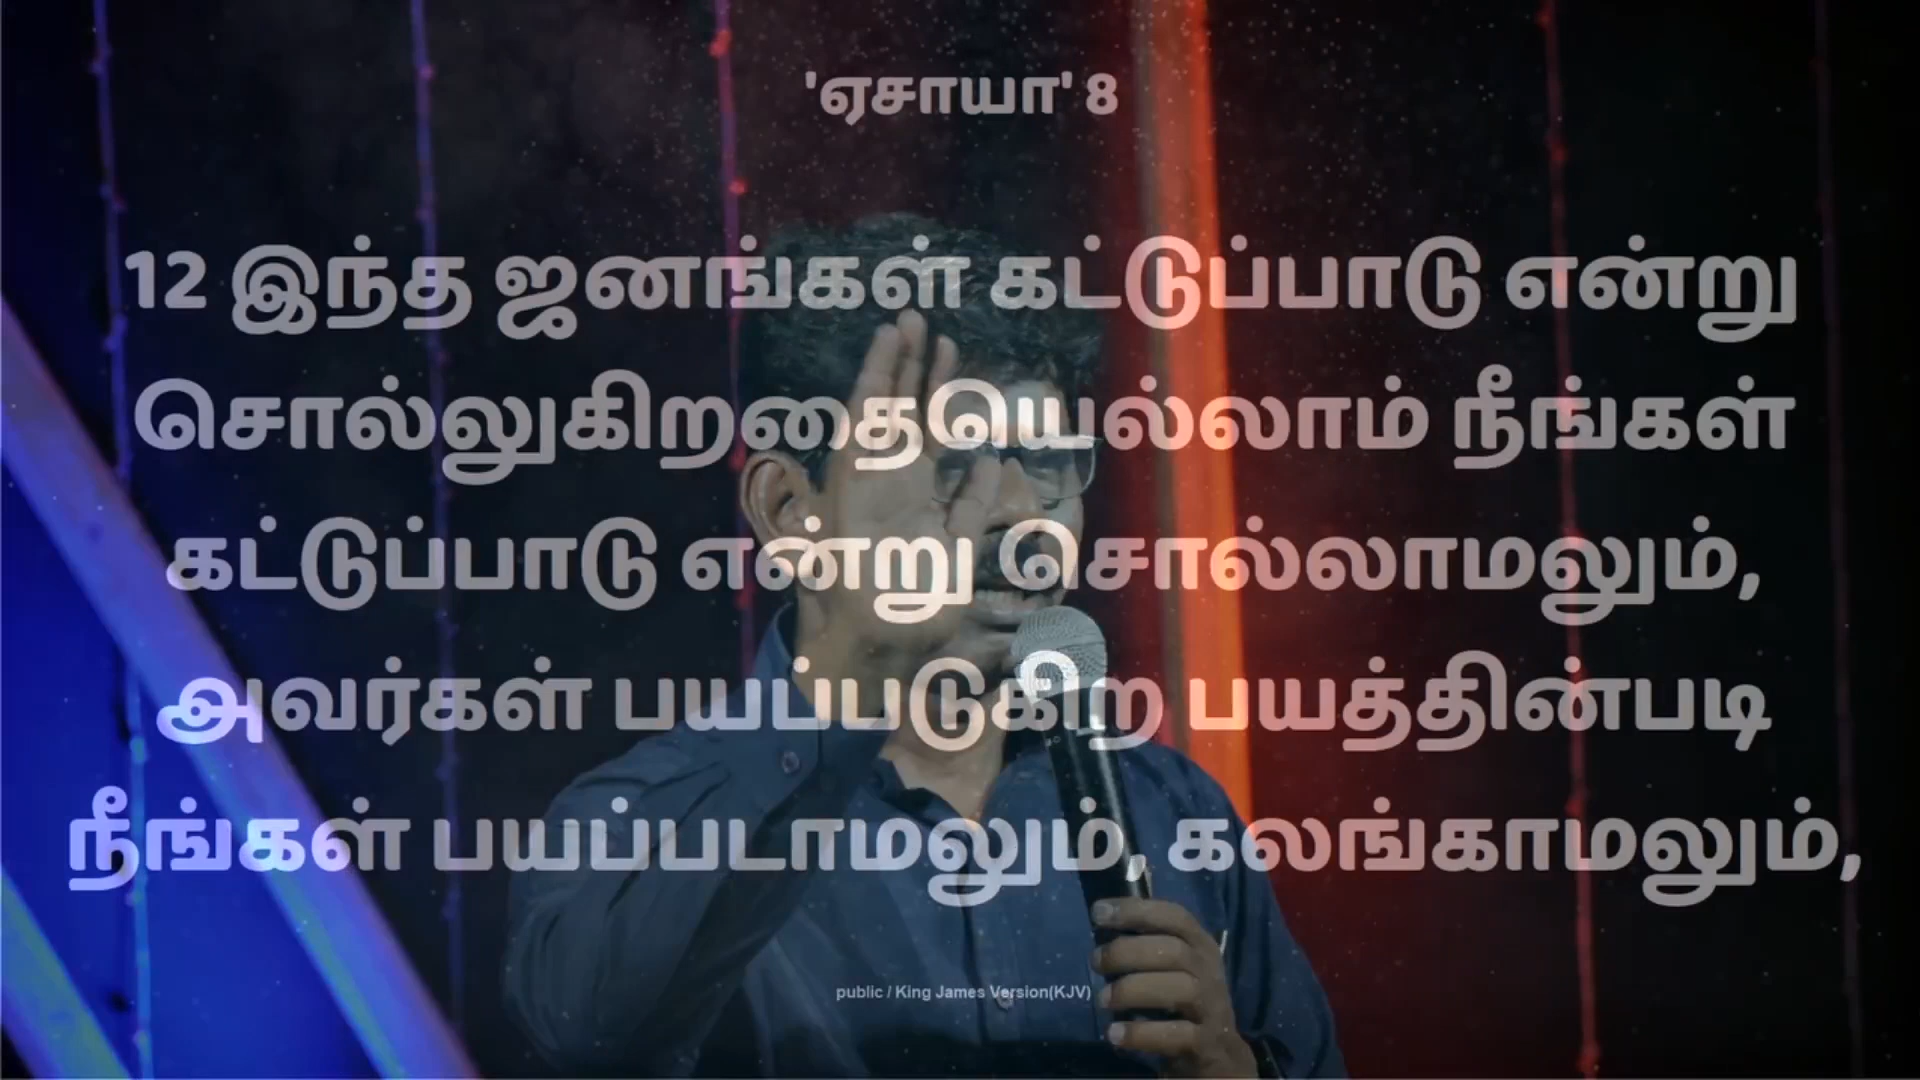 'ஏசாயா' 8
12 இந்த ஜனங்கள் கட்டுப்பாடு என்று
சொல்லுகிறதையெல்லாம் நீங்கள்
கட்டுப்பாடு என்று சொல்லாமலும்,
அவர்கள் பயப்படுகிற பயத்தின்படி
நீங்கள் பயப்படாமலும், கலங்காமலும்,
public / King James Version(KJV)